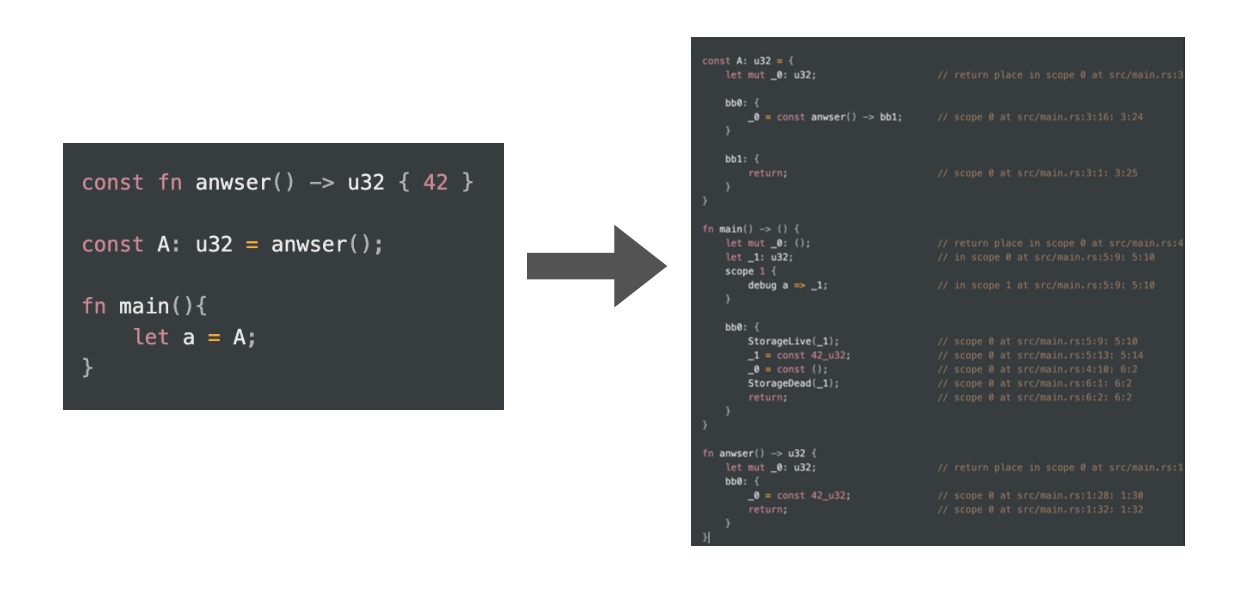 const fn anwser() -> u32 { 42 }
const A: u32 = anwser();
fn main(){
let a = A;
}
const A: u32 = {
let mut _0: u32; // return place in scope 0 at src/main.rs:3
bb0: {
_0 = const anwser() -> bb1; // scope 0 at src/main.rs:3:16: 3:24
}
bb1: {
return; // scope 0 at src/main.rs:3:1: 3:25
}
}
fn main() -> () {
let mut _0: (); // return place in scope 0 at src/main.rs:4
let _1: u32; // in scope 0 at src/main.rs:5:9: 5:10
scope 1 {
debug a => _1; // in scope 1 at src/main.rs:5:9: 5:10
}
bb0: {
StorageLive(_1); // scope 0 at src/main.rs:5:9: 5:10
_1 = const 42_u32; // scope 0 at src/main.rs:5:13: 5:14
_0 = const (); // scope 0 at src/main.rs:4:10: 6:2
StorageDead(_1); // scope 0 at src/main.rs:6:1: 6:2
return; // scope 0 at src/main.rs:6:2: 6:2
}
}
fn anwser() -> u32 {
let mut _0: u32; // return place in scope 0 at src/main.rs:1
bb0: {
_0 = const 42_u32; // scope 0 at src/main.rs:1:28: 1:30
return; // scope 0 at src/main.rs:1:32: 1:32
}
}